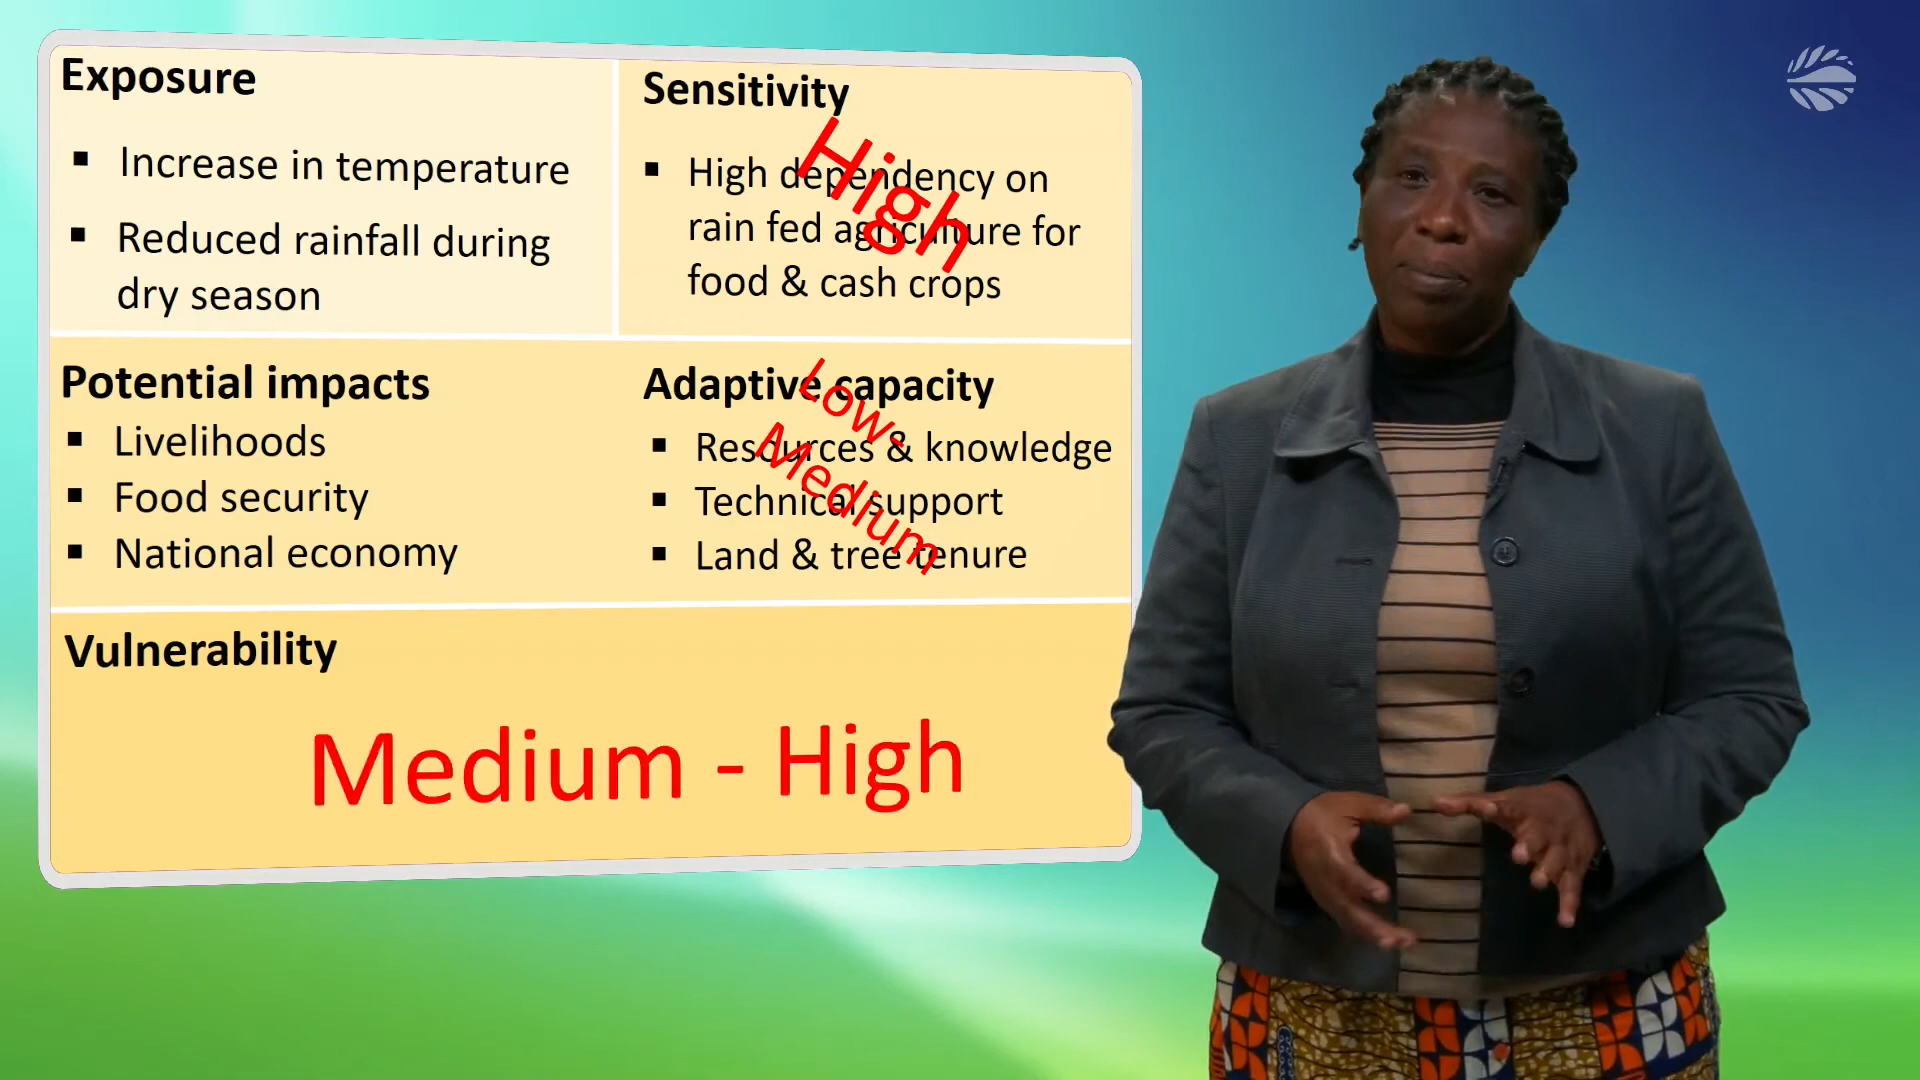 Exposure
▪ Increase in temperature
▪ Reduced rainfall during
dry season
Sensitivity
High
▪ High dependency on
rain fed agriculture for
food & cash crops
Potential impacts
▪ Livelihoods
▪ Food security
▪ National economy
Adaptive capacity
Low-
Medium
▪ Resources & knowledge
▪ Technical support
▪ Land & tree tenure
Vulnerability
Medium - High